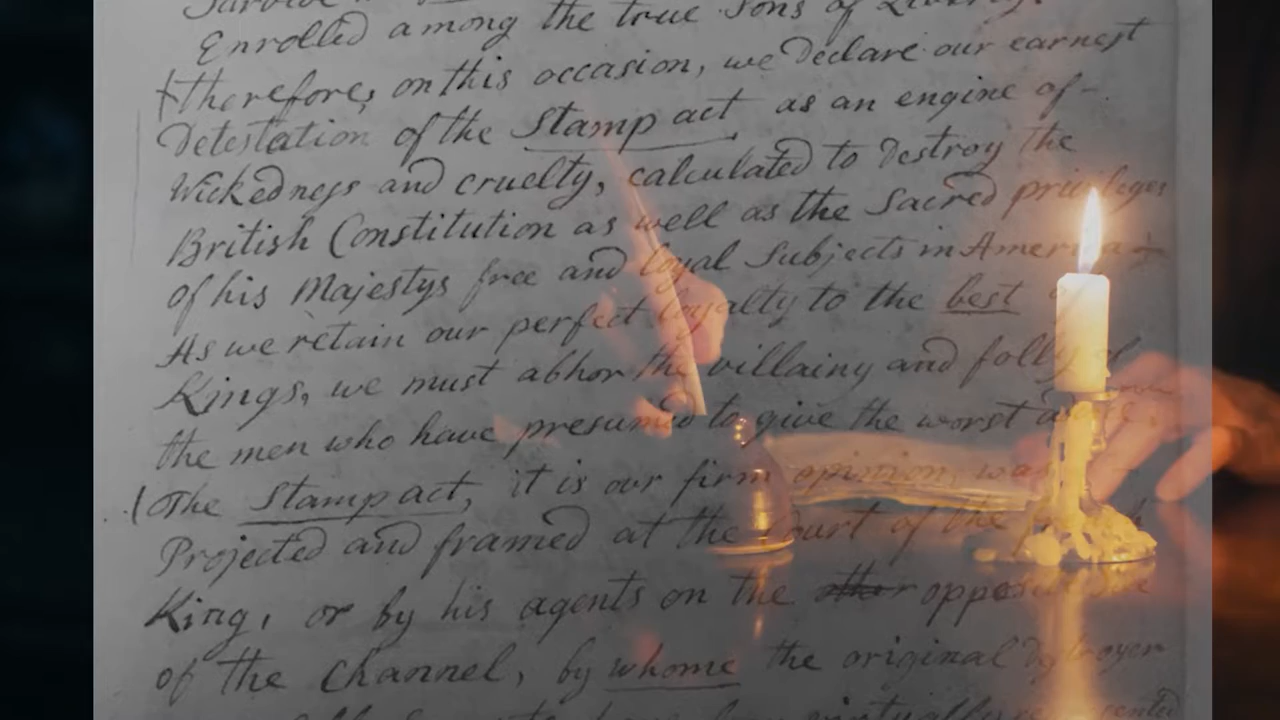 Enrolled among the true Sons of Liberty.
therefore, on this occasion, we Declare our earnest
Detestation of the Stamp act as an engine of
Wickedness and cruelty, calculated to Destroy the
British Constitution as well as the Sacred privileges
of his Majestys free and loyal Subjects in America
As we retain our perfect loyalty to the best
Kings, we must abhor the villainy and folly of
the men who have presumed to give the worst
The Stamp act, it is our firm opinion, was
Projected and framed at the Court of the
King, or by his agents on the opposite
of the Channel, by whome the original